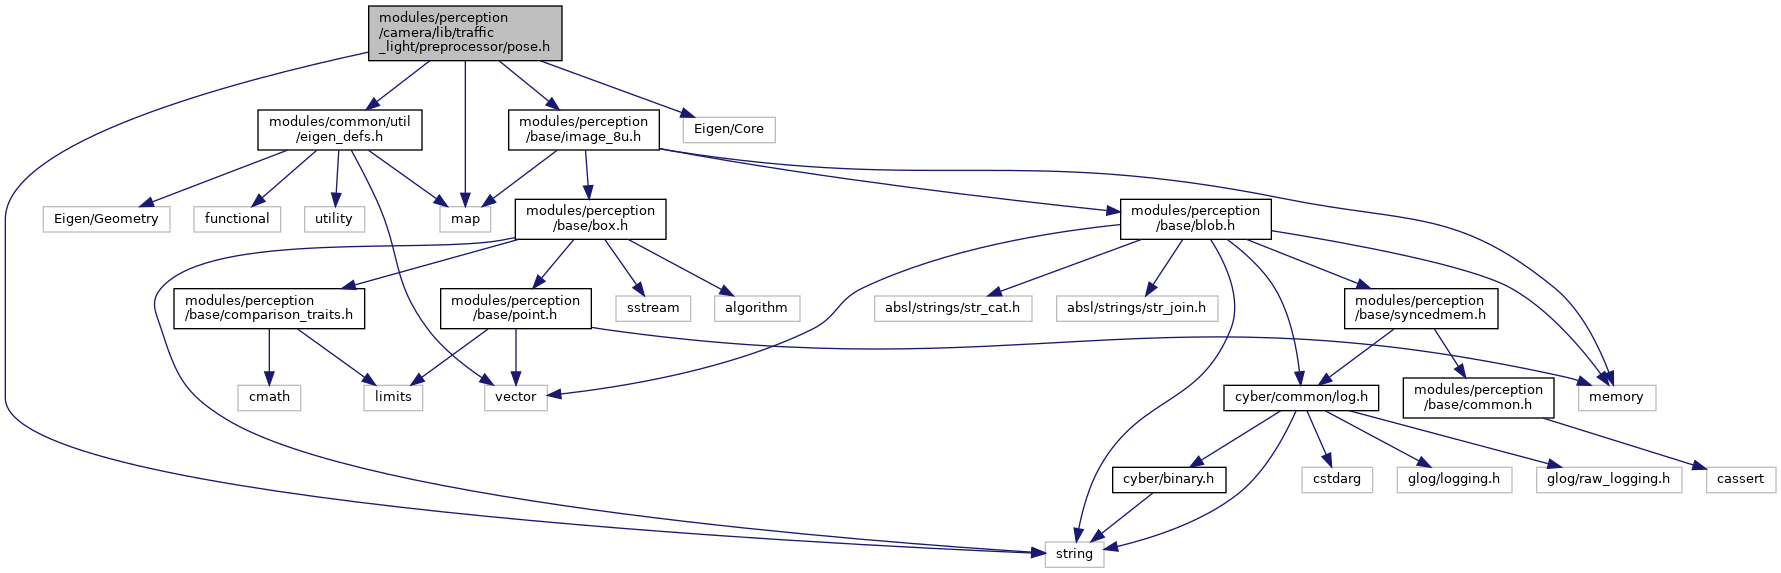 modules/perception
/camera/lib/traffic
_light/preprocessor/pose.h
modules/common/util
/eigen_defs.h
modules/perception
/base/image_8u.h
Eigen/Core
Eigen/Geometry
functional
utility
map
modules/perception
/base/box.h
modules/perception
/base/blob.h
modules/perception
/base/comparison_traits.h
modules/perception
/base/point.h
sstream
algorithm
absl/strings/str_cat.h
absl/strings/str_join.h
modules/perception
/base/syncedmem.h
cmath
limits
vector
cyber/common/log.h
modules/perception
/base/common.h
memory
cyber/binary.h
cstdarg
glog/logging.h
glog/raw_logging.h
cassert
string